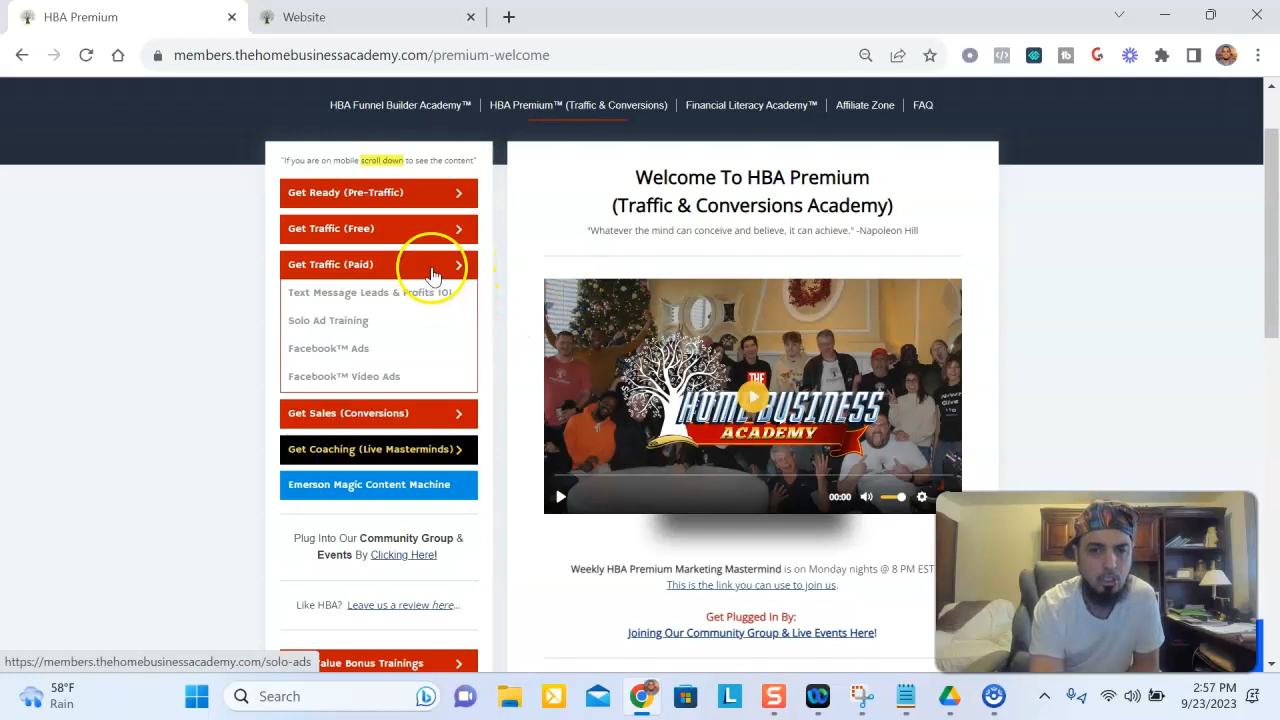 HBA Premium
Website
members.thehomebusinessacademy.com/premium-welcome
HBA Funnel Builder Academy™
HBA Premium™ (Traffic & Conversions)
Financial Literacy Academy™
Affiliate Zone
FAQ
"If you are on mobile scroll down to see the content"
Get Ready (Pre-Traffic)
Get Traffic (Free)
Get Traffic (Paid)
Text Message Leads & Profits 101
Solo Ad Training
Facebook™ Ads
Facebook™ Video Ads
Get Sales (Conversions)
Get Coaching (Live Masterminds)
Emerson Magic Content Machine
Plug Into Our Community Group &
Events By Clicking Here!
Like HBA? Leave us a review here...
alue Bonus Trainings
Welcome To HBA Premium
(Traffic & Conversions Academy)
"Whatever the mind can conceive and believe, it can achieve." -Napoleon Hill
THE
HOME BUSINESS
ACADEMY
00:00
Weekly HBA Premium Marketing Mastermind is on Monday nights @ 8 PM EST
This is the link you can use to join us.
Get Plugged In By:
Joining Our Community Group & Live Events Here!
https://members.thehomebusinessacademy.com/solo-ads
58°F
Rain
Search
2:57 PM
9/23/2023